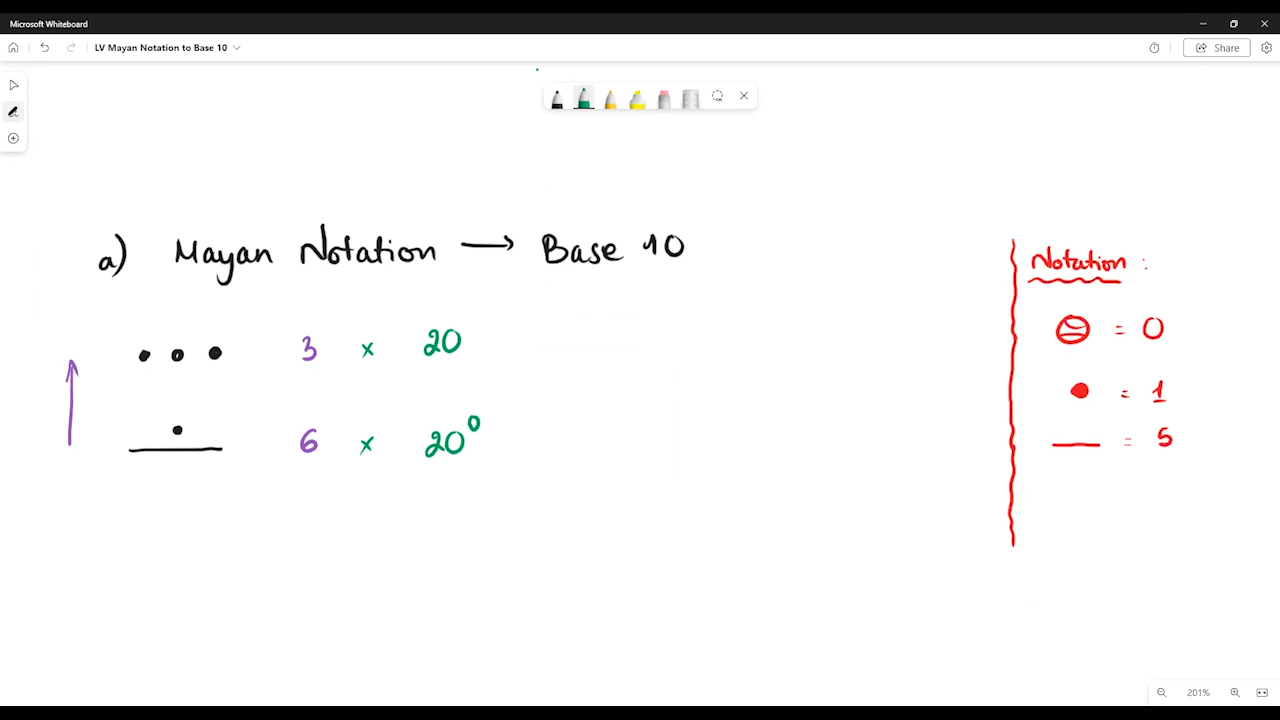 Microsoft Whiteboard
LV Mayan Notation to Base 10
Share
a) Mayan Notation → Base 10
Notation :
= 0
3 x 20
= 1
6 x 20⁰
= 5
201%